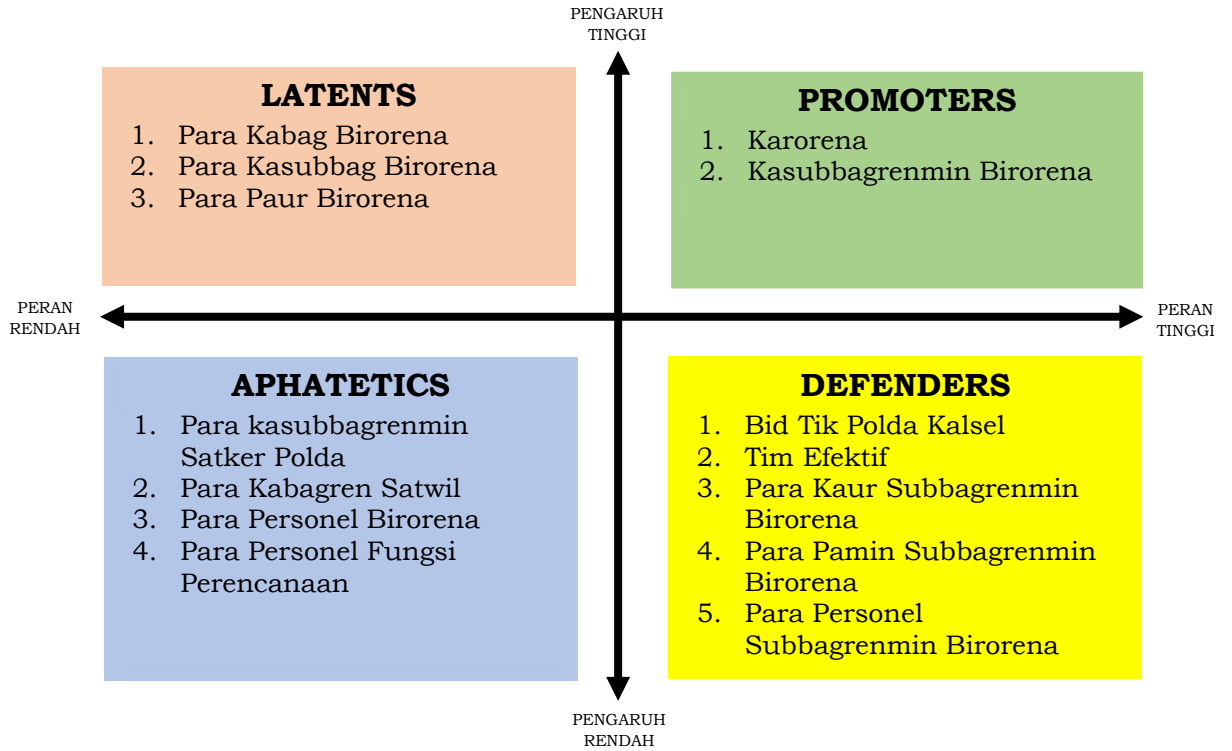 PENGARUH
TINGGI
LATENTS
1. Para Kabag Birorena
2. Para Kasubbag Birorena
3. Para Paur Birorena
PROMOTERS
1. Karorena
2. Kasubbagrenmin Birorena
PERAN
RENDAH
PERAN
TINGGI
APHATETICS
1. Para kasubbagrenmin
Satker Polda
2. Para Kabagren Satwil
3. Para Personel Birorena
4. Para Personel Fungsi
Perencanaan
DEFENDERS
1. Bid Tik Polda Kalsel
2. Tim Efektif
3. Para Kaur Subbagrenmin
Birorena
4. Para Pamin Subbagrenmin
Birorena
5. Para Personel
Subbagrenmin Birorena
PENGARUH
RENDAH